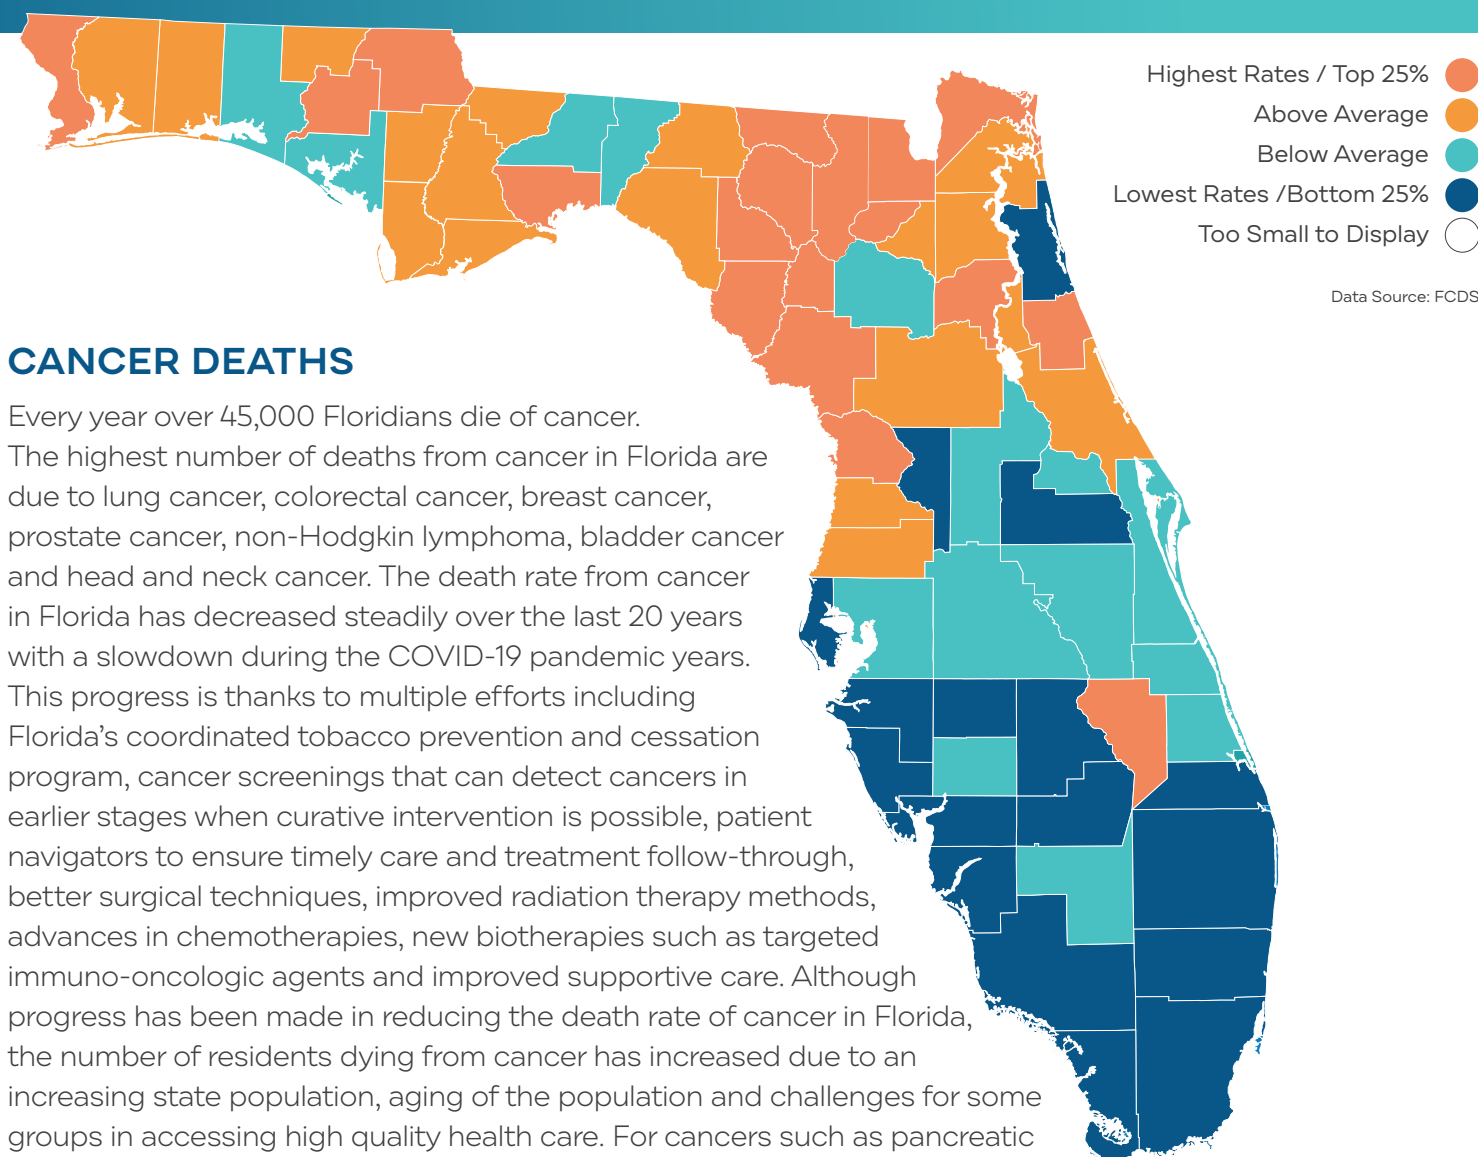 Highest Rates / Top 25%
Above Average
Below Average
Lowest Rates /Bottom 25%
Too Small to Display
Data Source: FCDS
CANCER DEATHS
Every year over 45,000 Floridians die of cancer.
The highest number of deaths from cancer in Florida are
due to lung cancer, colorectal cancer, breast cancer,
prostate cancer, non-Hodgkin lymphoma, bladder cancer
and head and neck cancer. The death rate from cancer
in Florida has decreased steadily over the last 20 years
with a slowdown during the COVID-19 pandemic years.
This progress is thanks to multiple efforts including
Florida’s coordinated tobacco prevention and cessation
program, cancer screenings that can detect cancers in
earlier stages when curative intervention is possible, patient
navigators to ensure timely care and treatment follow-through,
better surgical techniques, improved radiation therapy methods,
advances in chemotherapies, new biotherapies such as targeted
immuno-oncologic agents and improved supportive care. Although
progress has been made in reducing the death rate of cancer in Florida,
the number of residents dying from cancer has increased due to an
increasing state population, aging of the population and challenges for some
groups in accessing high quality health care. For cancers such as pancreatic